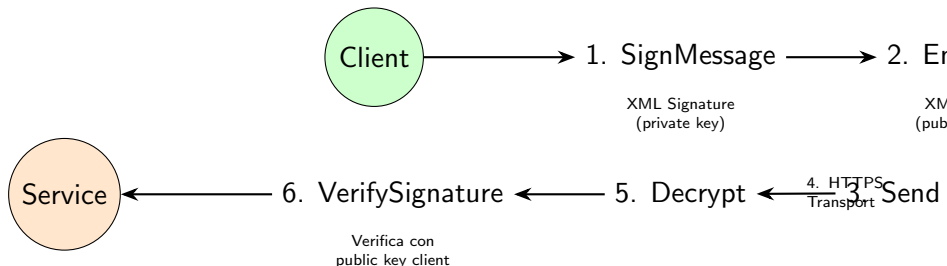 Client
1. SignMessage
2. En
XML Signature
(private key)
XM
(pub
Service
6. VerifySignature
5. Decrypt
4. HTTPS
Transport
3. Send
Verifica con
public key client